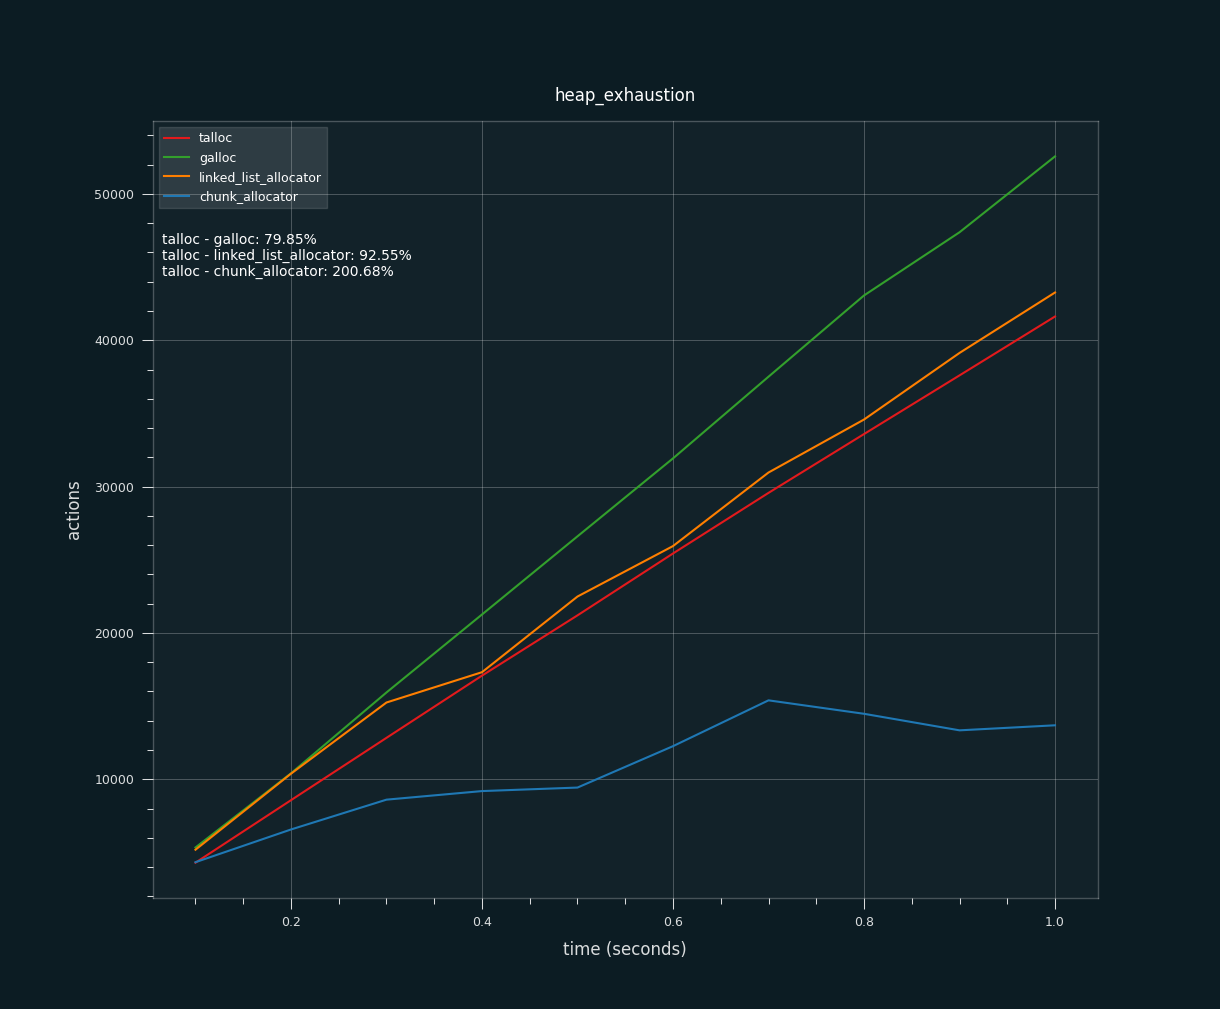 heap_exhaustion
talloc
galloc
linked_list_allocator
chunk_allocator
talloc - galloc: 79.85%
talloc - linked_list_allocator: 92.55%
talloc - chunk_allocator: 200.68%
50000
40000
30000
20000
10000
actions
0.2 0.4 0.6 0.8 1.0
time (seconds)